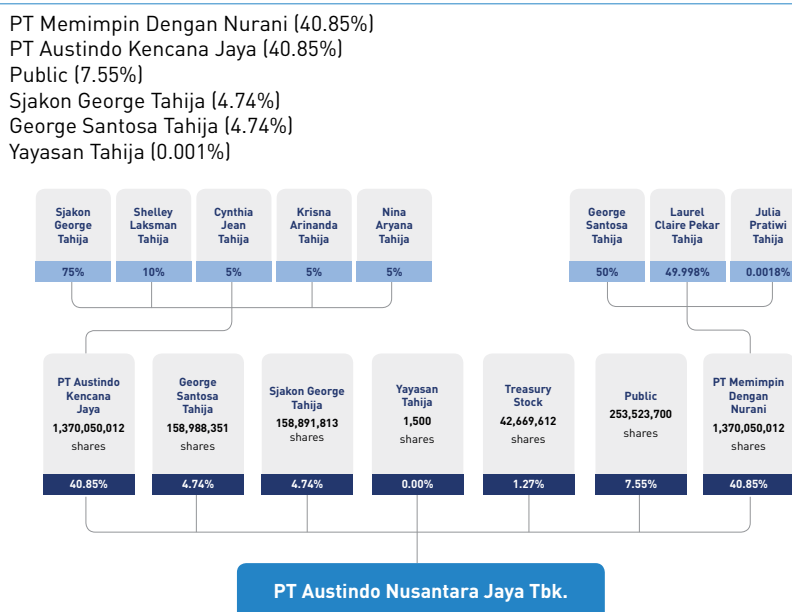 PT Memimpin Dengan Nurani (40.85%)
PT Austindo Kencana Jaya (40.85%)
Public (7.55%)
Sjakon George Tahija (4.74%)
George Santosa Tahija (4.74%)
Yayasan Tahija (0.001%)
Sjakon
George
Tahija
75%
Shelley
Laksman
Tahija
10%
Cynthia
Jean
Tahija
5%
Krisna
Arinanda
Tahija
5%
Nina
Aryana
Tahija
5%
George
Santosa
Tahija
50%
Laurel
Claire Pekar
Tahija
49.998%
Julia
Pratiwi
Tahija
0.0018%
PT Austindo
Kencana
Jaya
1,370,050,012
shares
40.85%
George
Santosa
Tahija
158,988,351
shares
4.74%
Sjakon George
Tahija
158,891,813
shares
4.74%
Yayasan
Tahija
1,500
shares
0.00%
Treasury
Stock
42,669,612
shares
1.27%
Public
253,523,700
shares
7.55%
PT Memimpin
Dengan
Nurani
1,370,050,012
shares
40.85%
PT Austindo Nusantara Jaya Tbk.